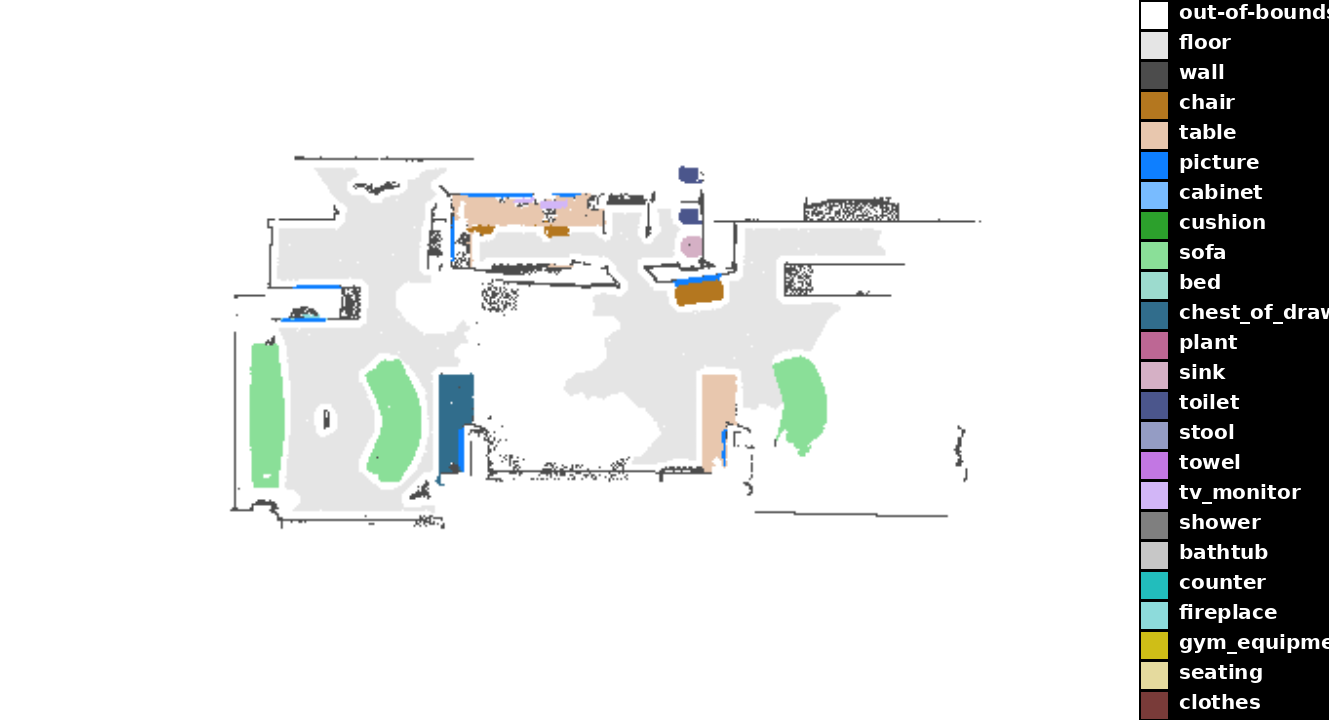 out-of-bounds
floor
wall
chair
table
picture
cabinet
cushion
sofa
bed
chest_of_draw
plant
sink
toilet
stool
towel
tv_monitor
shower
bathtub
counter
fireplace
gym_equipme
seating
clothes